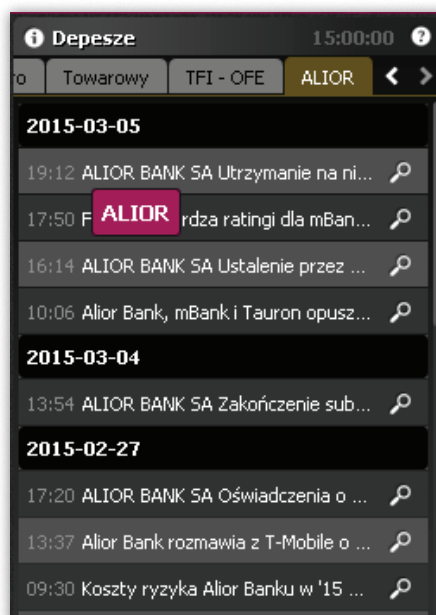 Depesze 15:00:00
o Towarowy TFI - OFE ALIOR
2015-03-05
19:12 ALIOR BANK SA Utrzymanie na ni...
17:50 F rdza ratingi dla mBan...
ALIOR
16:14 ALIOR BANK SA Ustalenie przez ...
10:06 Alior Bank, mBank i Tauron opusz...
2015-03-04
13:54 ALIOR BANK SA Zakończenie sub...
2015-02-27
17:20 ALIOR BANK SA Oświadczenia o ...
13:37 Alior Bank rozmawia z T-Mobile o ...
09:30 Koszty ryzyka Alior Banku w '15 ...